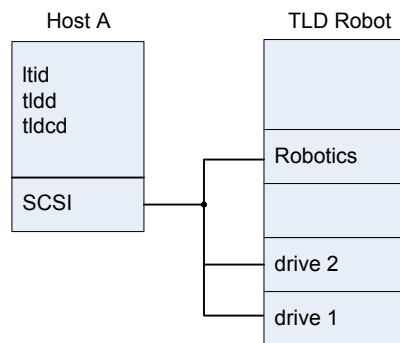 Host A
ltid
tldd
tldcd
SCSI
TLD Robot
Robotics
drive 2
drive 1